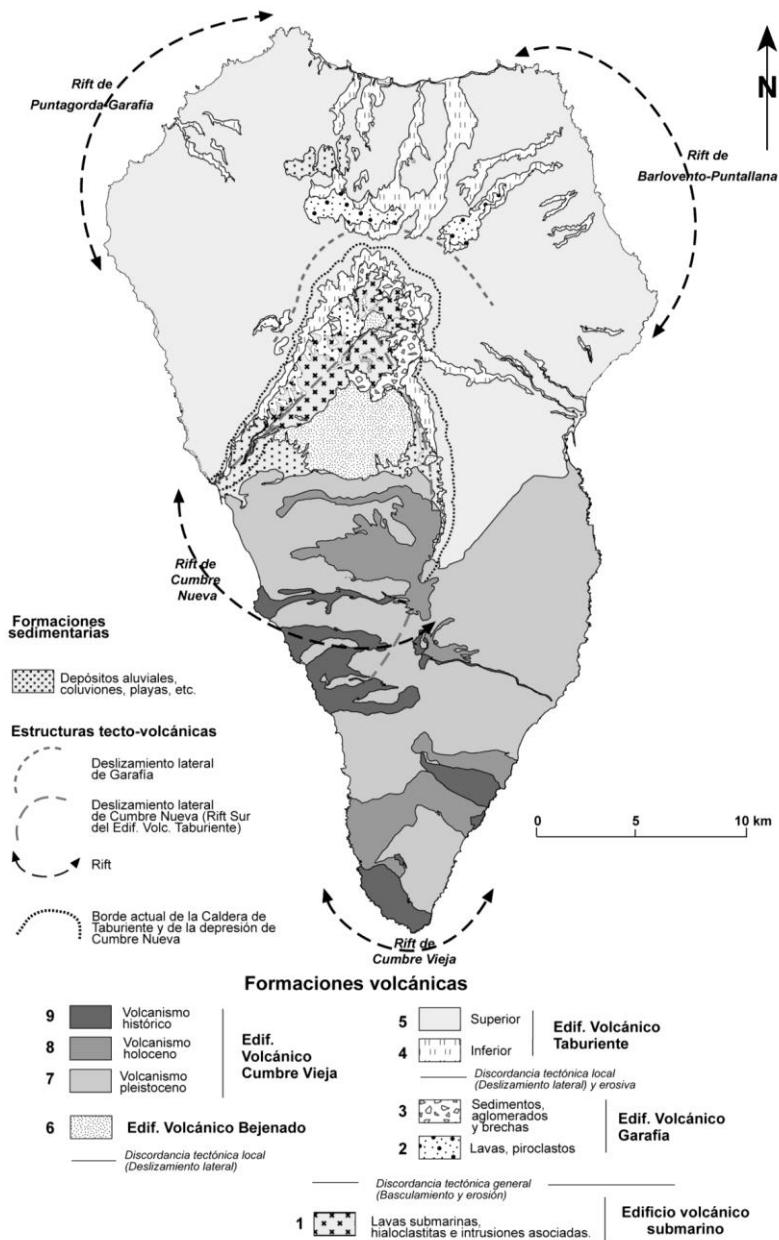 Rift de
Puntagorda-Garafía
N
Rift de
Barlovento-Puntallana
Rift de
Cumbre
Nueva
Formaciones
sedimentarias
Depósitos aluviales,
coluviones, playas, etc.
Estructuras tecto-volcánicas
Deslizamiento lateral
de Garafía
Deslizamiento lateral
de Cumbre Nueva (Rift Sur
del Edif. Volc. Taburiente)
Rift
Borde actual de la Caldera de
Taburiente y de la depresión de
Cumbre Nueva
0 5 10 km
Rift de
Cumbre Vieja
Formaciones volcánicas
9 Volcanismo
histórico
8 Volcanismo
holoceno
7 Volcanismo
pleistoceno
Edif.
Volcánico
Cumbre Vieja
6 Edif. Volcánico Bejenado
Discordancia tectónica local
(Deslizamiento lateral)
5 Superior
4 Inferior
Edif. Volcánico
Taburiente
Discordancia tectónica local
(Deslizamiento lateral) y erosiva
3 Sedimentos,
aglomerados
y brechas
2 Lavas, piroclastos
Edif. Volcánico
Garafía
Discordancia tectónica general
(Basculamiento y erosión)
1 Lavas submarinas,
hialoclastitas e intrusiones asociadas.
Edificio volcánico
submarino